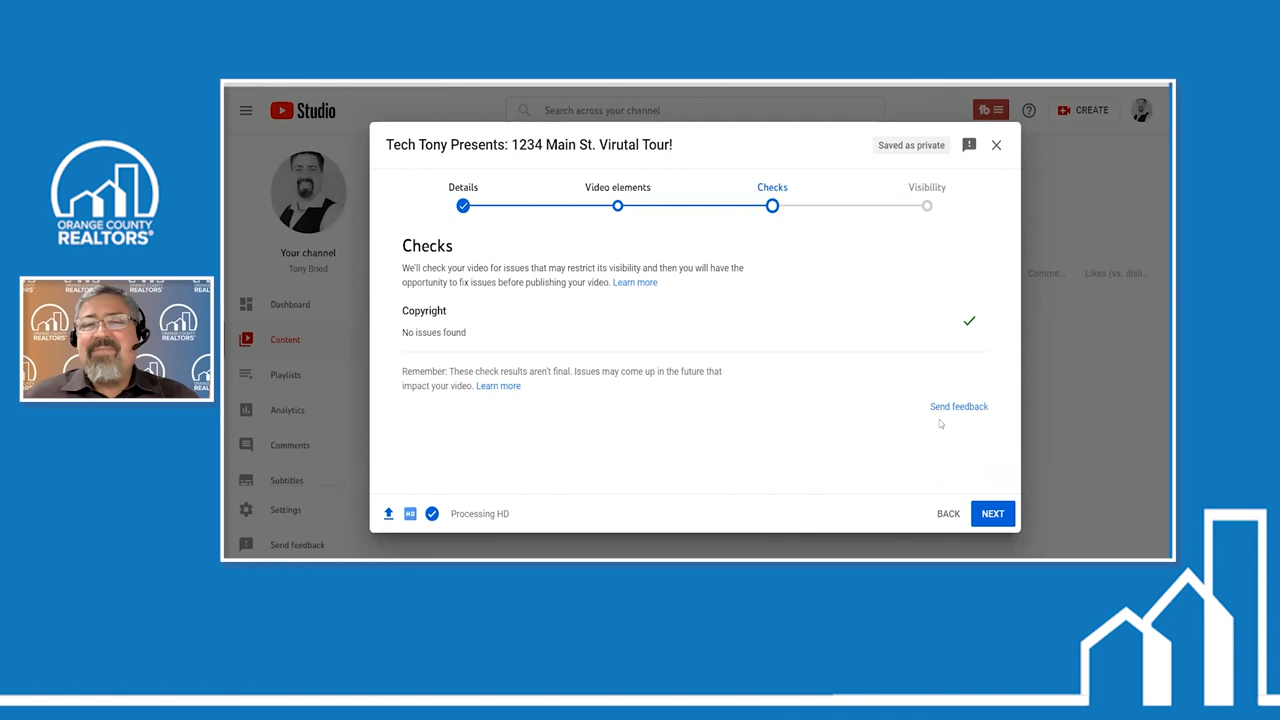 Studio
Search across your channel
CREATE
Tech Tony Presents: 1234 Main St. Virutal Tour!
Saved as private
Details
Video elements
Checks
Visibility
ORANGE COUNTY
REALTORS®
Your channel
Tony Bried
Dashboard
Content
Playlists
Analytics
Comments
Subtitles
Settings
Send feedback
Checks
We'll check your video for issues that may restrict its visibility and then you will have the
opportunity to fix issues before publishing your video. Learn more
Copyright
No issues found
Remember: These check results aren't final. Issues may come up in the future that
impact your video. Learn more
Send feedback
Comme...
Likes (vs. disli...
HD
Processing HD
BACK
NEXT